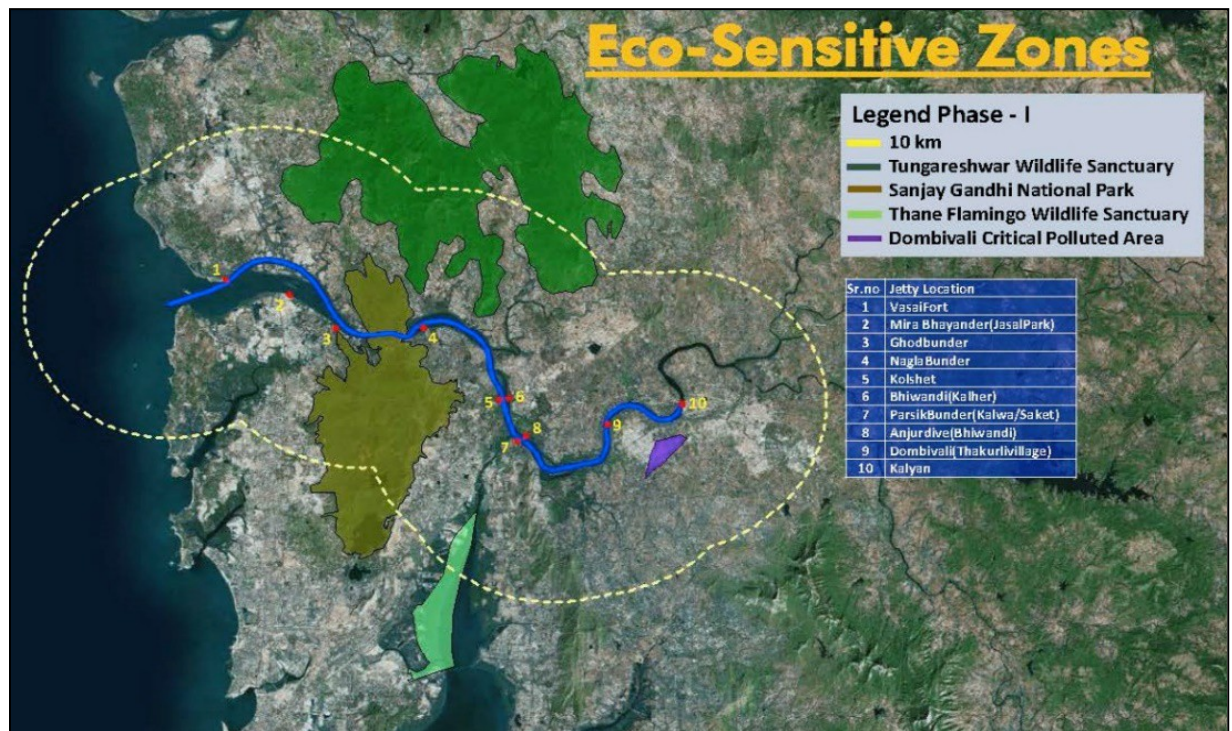 Eco-Sensitive Zones
Legend Phase - I
10 km
Tungareshwar Wildlife Sanctuary
Sanjay Gandhi National Park
Thane Flamingo Wildlife Sanctuary
Dombivali Critical Polluted Area
Sr.no Jetty Location
1 VasaiFort
2 Mira Bhayander(JasalPark)
3 Ghodbunder
4 NaglaBunder
5 Kolshet
6 Bhiwandi(Kalher)
7 ParsikBunder(Kalwa/Saket)
8 Anjurdive(Bhiwandi)
9 Dombivali(Thakurlivillage)
10 Kalyan
1
2
3
4
5
6
7
8
9
10